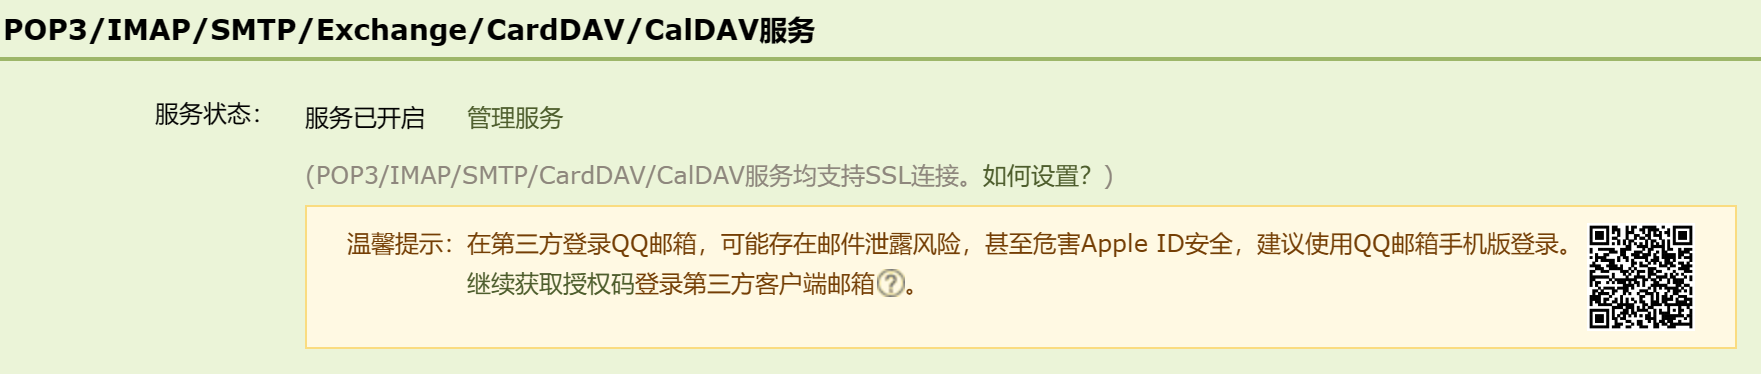 POP3/IMAP/SMTP/Exchange/CardDAV/CalDAV服务
服务状态： 服务已开启 管理服务
(POP3/IMAP/SMTP/CardDAV/CalDAV服务均支持SSL连接。如何设置？)
温馨提示：在第三方登录QQ邮箱，可能存在邮件泄露风险，甚至危害Apple ID安全，建议使用QQ邮箱手机版登录。
继续获取授权码登录第三方客户端邮箱?。